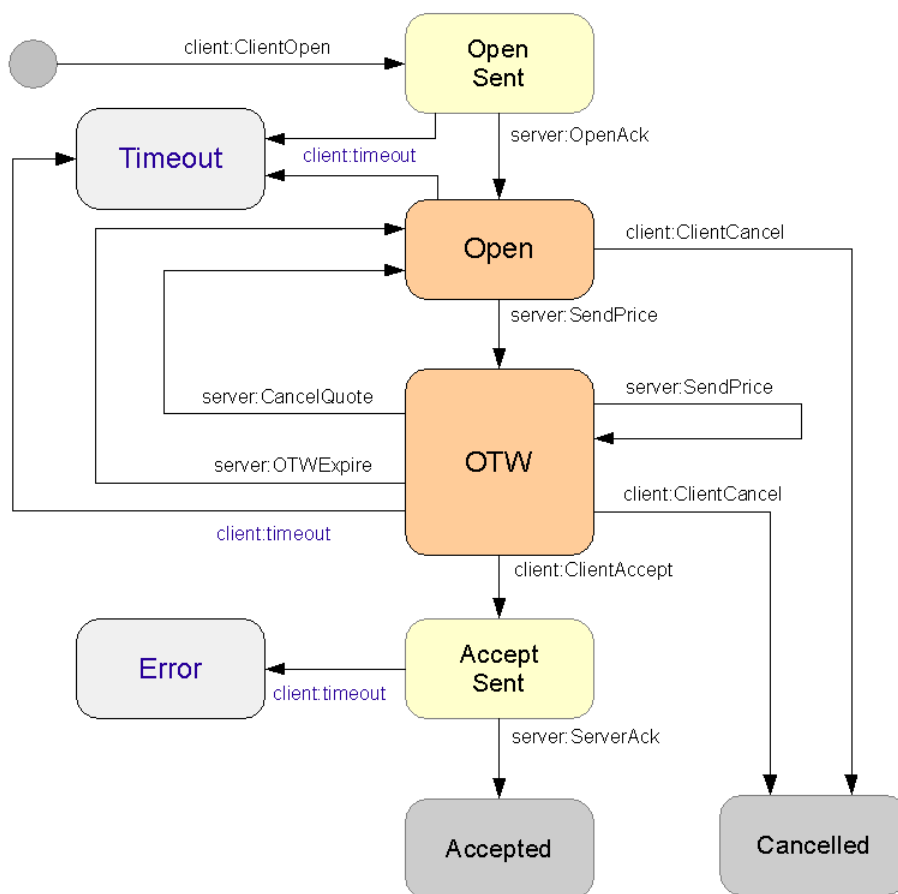 client:ClientOpen
Open
Sent
Timeout
client:timeout
server:OpenAck
Open
client:ClientCancel
server:SendPrice
server:CancelQuote
server:SendPrice
OTW
server:OTWExpire
client:ClientCancel
client:timeout
client:ClientAccept
Error
client:timeout
Accept
Sent
server:ServerAck
Accepted
Cancelled